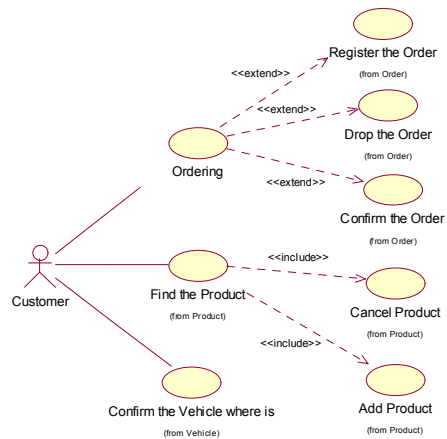 Register the Order
(from Order)
<<extend>>
<<extend>>
Drop the Order
(from Order)
Ordering
<<extend>>
Confirm the Order
(from Order)
<<include>>
Customer
Find the Product
(from Product)
Cancel Product
(from Product)
<<include>>
Confirm the Vehicle where is
(from Vehicle)
Add Product
(from Product)